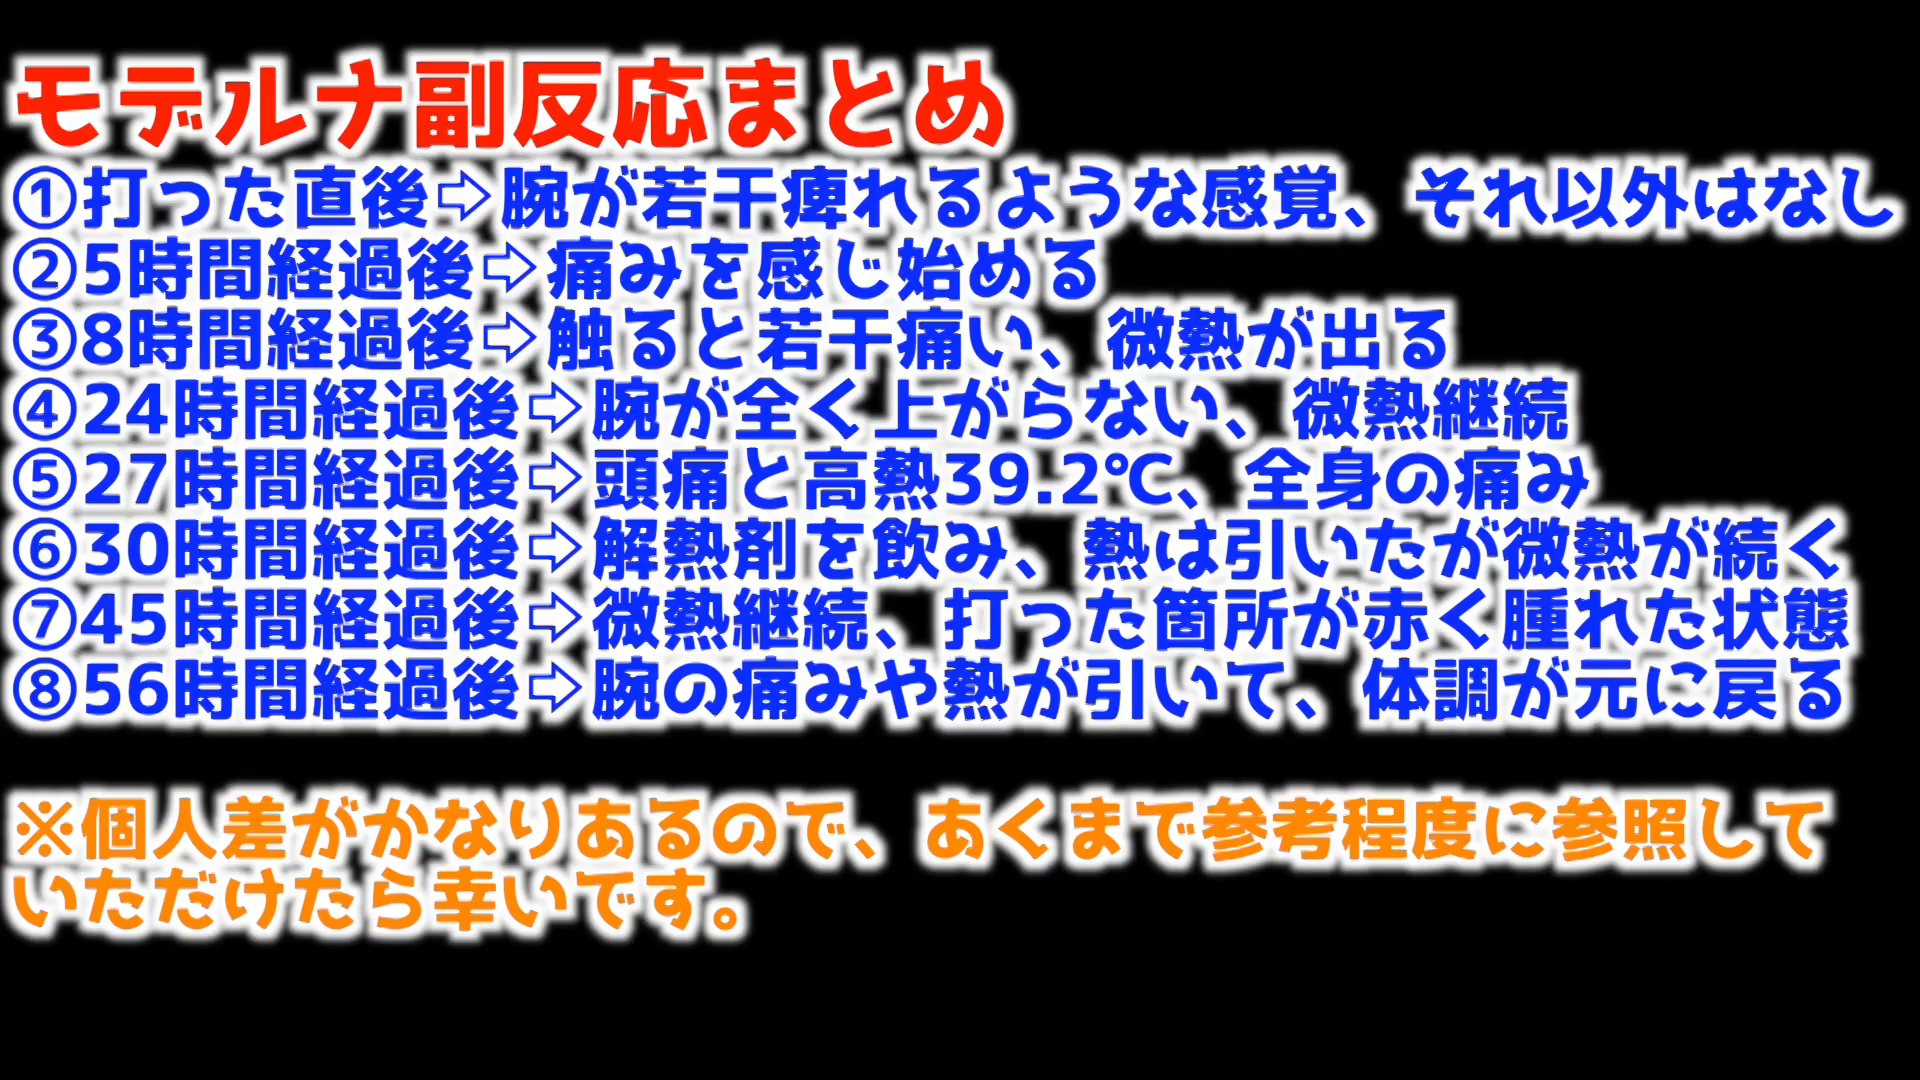 モデルナ副反応まとめ
①打った直後⇨腕が若干痺れるような感覚、それ以外はなし
②5時間経過後⇨痛みを感じ始める
③8時間経過後⇨触ると若干痛い、微熱が出る
④24時間経過後⇨腕が全く上がらない、微熱継続
⑤27時間経過後⇨頭痛と高熱39.2℃、全身の痛み
⑥30時間経過後⇨解熱剤を飲み、熱は引いたが微熱が続く
⑦45時間経過後⇨微熱継続、打った箇所が赤く腫れた状態
⑧56時間経過後⇨腕の痛みや熱が引いて、体調が元に戻る
※個人差がかなりあるので、あくまで参考程度に参照して
いただけたら幸いです。